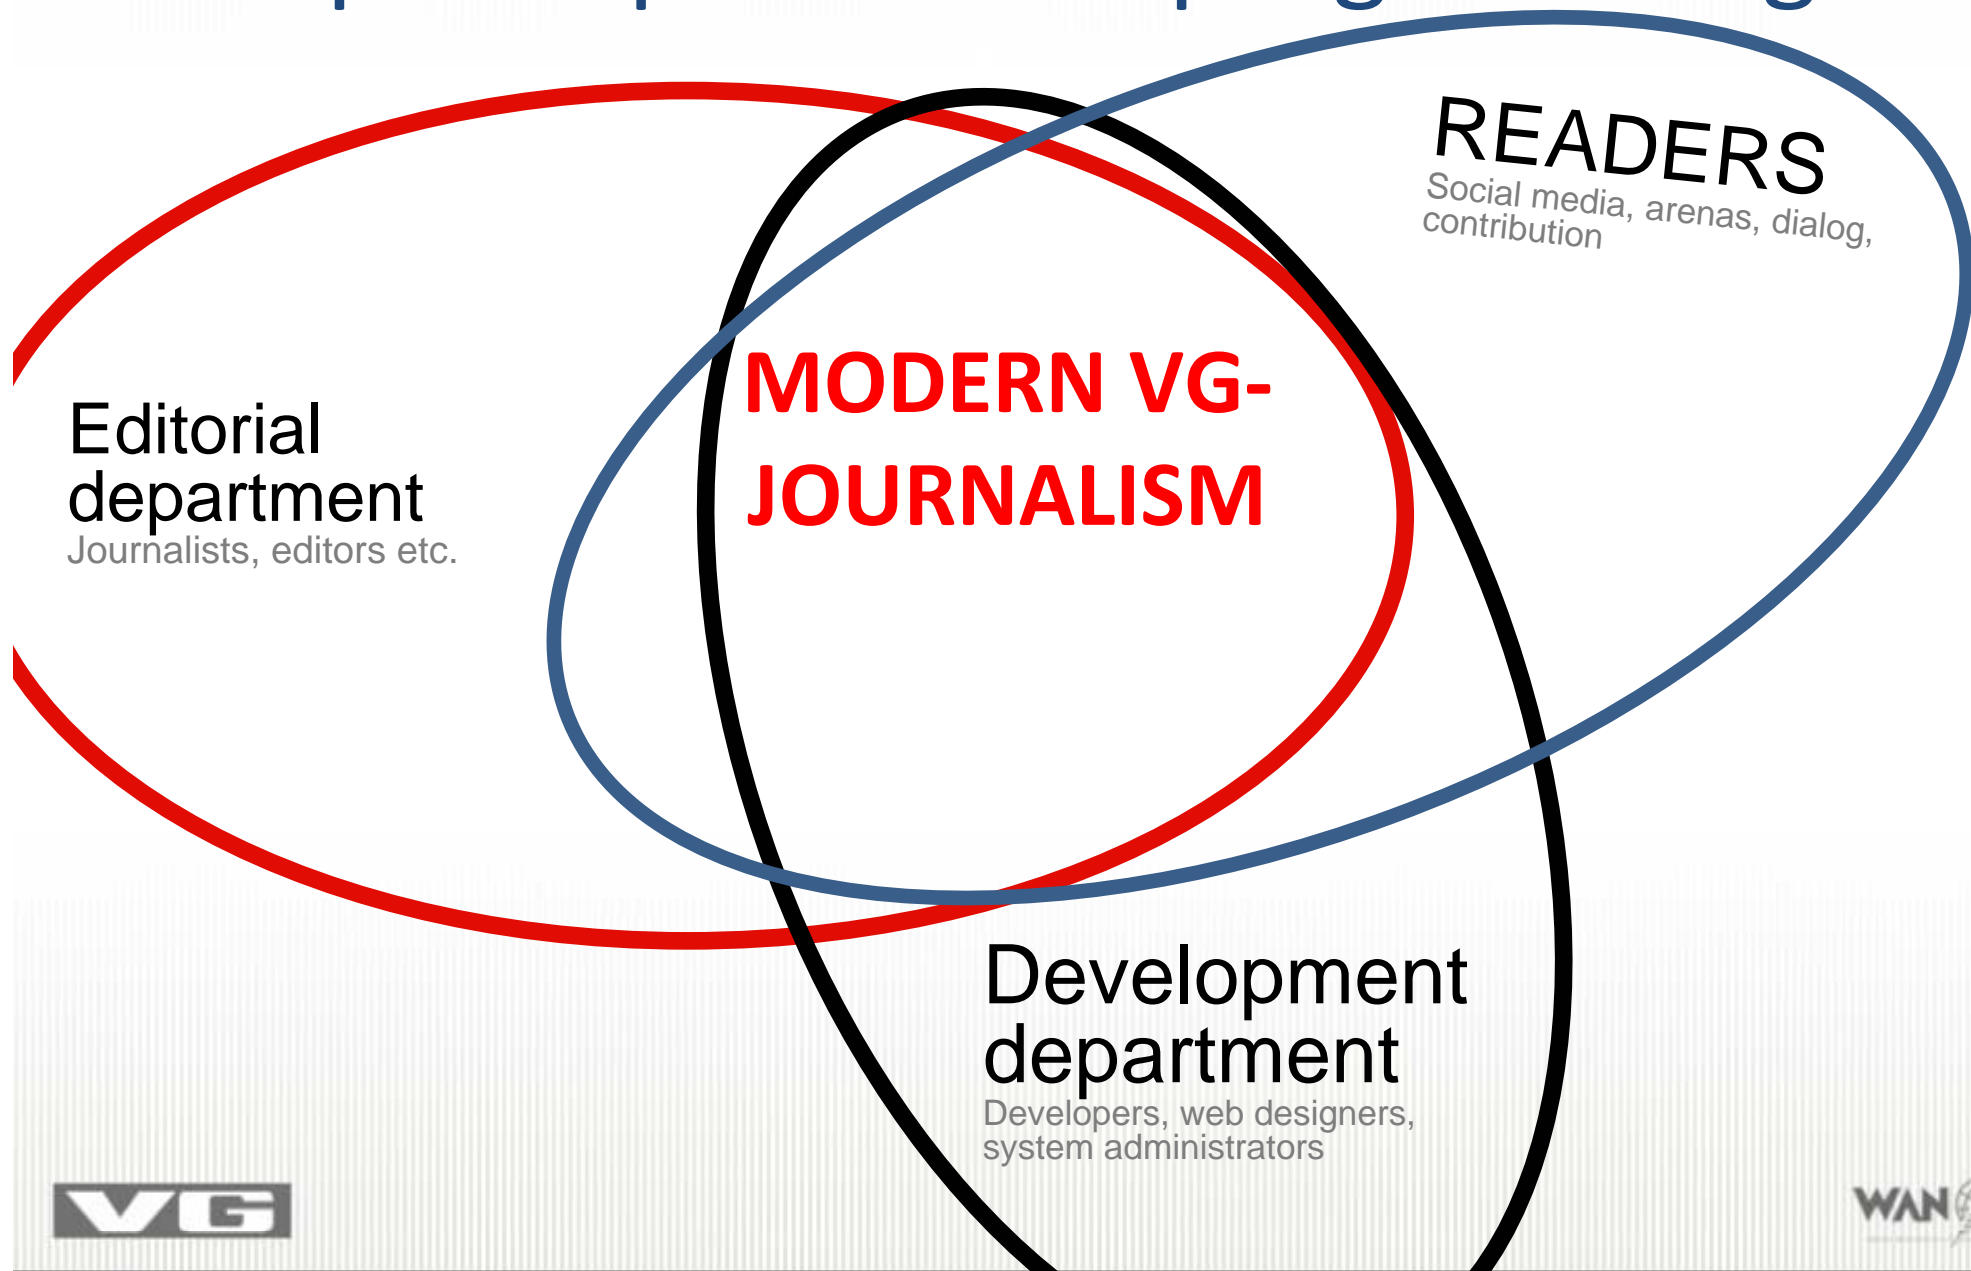 READERS
Social media, arenas, dialog,
contribution
MODERN VG-
JOURNALISM
Editorial
department
Journalists, editors etc.
Development
department
Developers, web designers,
system administrators
VG
WAN